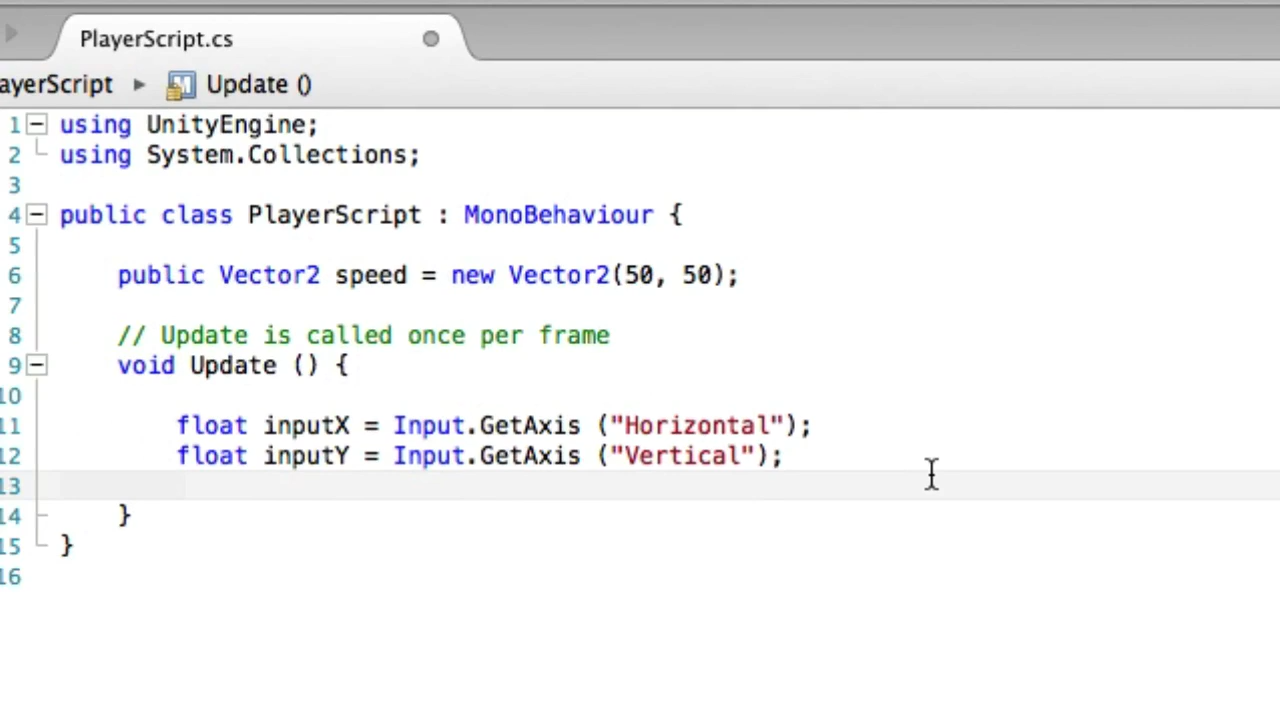 PlayerScript.cs
ayerScript ▸ Update ()
1 using UnityEngine;
2 using System.Collections;
3
4 public class PlayerScript : MonoBehaviour {
5
6 public Vector2 speed = new Vector2(50, 50);
7
8 // Update is called once per frame
9 void Update () {
10
11 float inputX = Input.GetAxis ("Horizontal");
12 float inputY = Input.GetAxis ("Vertical");
13
14 }
15 }
16